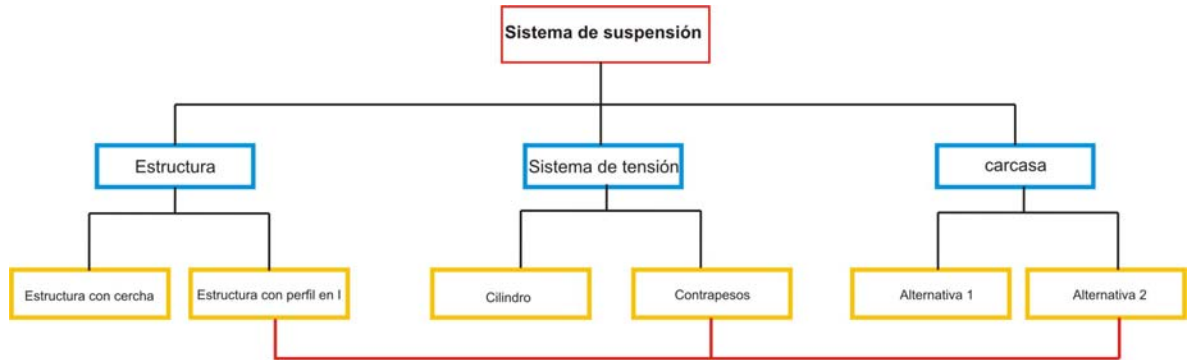 Sistema de suspensión
Estructura
Sistema de tensión
carcasa
Estructura con cercha
Estructura con perfil en I
Cilindro
Contrapesos
Alternativa 1
Alternativa 2